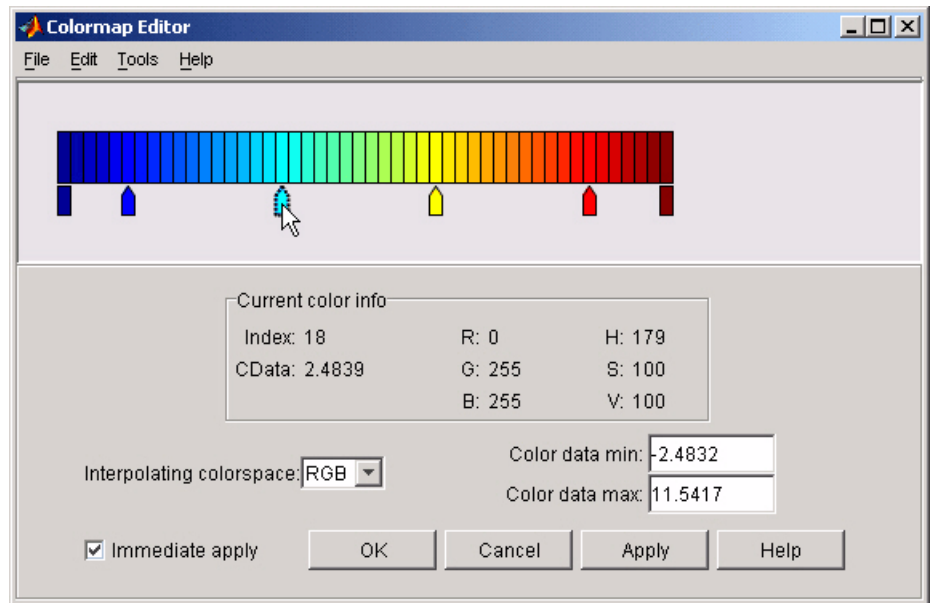 Colormap Editor
File Edit Tools Help
Current color info
Index: 18 R: 0 H: 179
CData: 2.4839 G: 255 S: 100
B: 255 V: 100
Interpolating colorspace: RGB
Color data min: -2.4832
Color data max: 11.5417
Immediate apply OK Cancel Apply Help